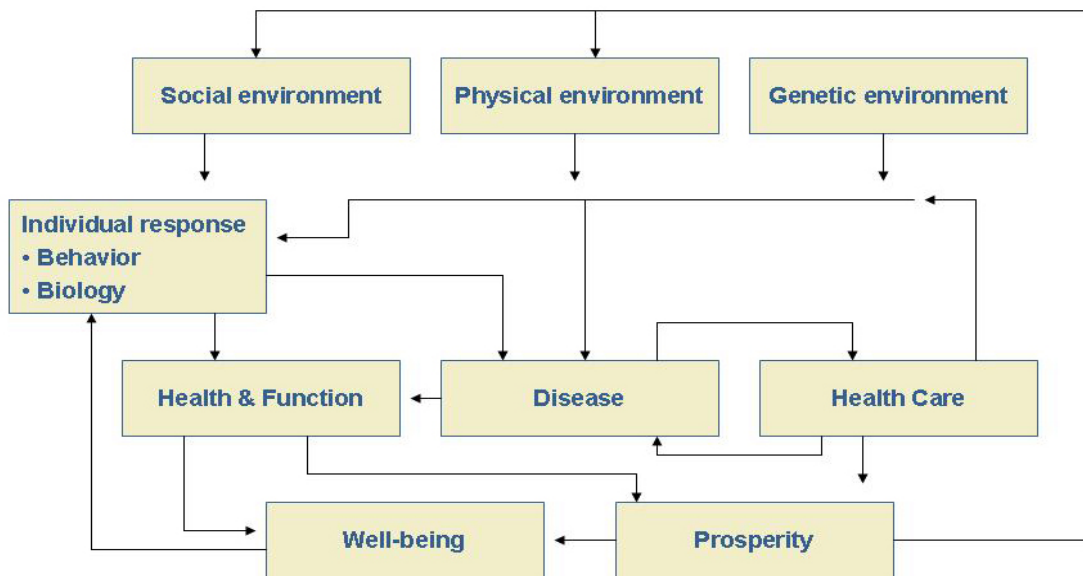 Social environment
Physical environment
Genetic environment
Individual response
• Behavior
• Biology
Health & Function
Disease
Health Care
Well-being
Prosperity